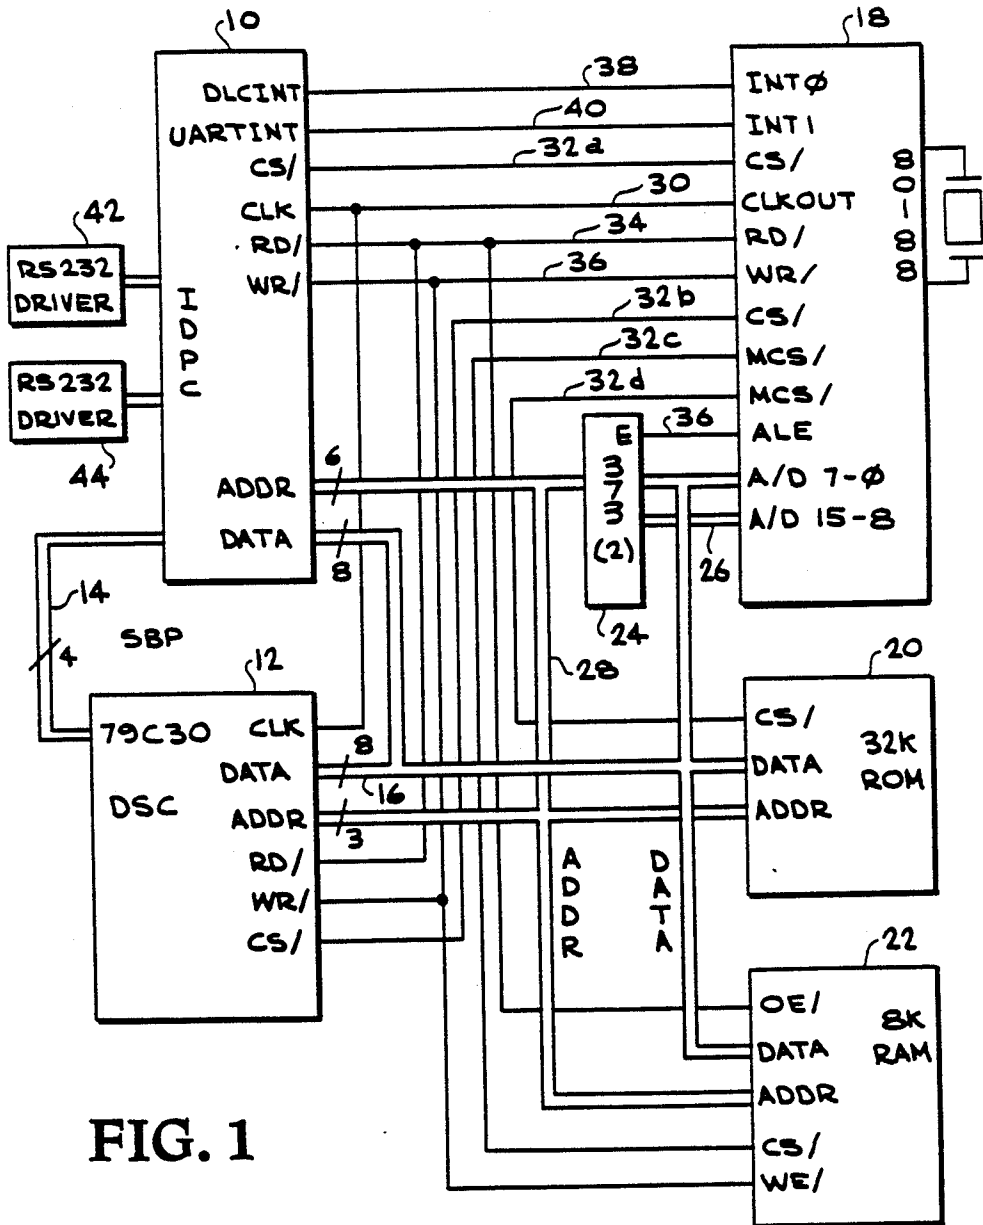 10
18
DLCINT
38
INTØ
UARTINT
40
INT1
CS/
32a
CS/
CLK
30
CLKOUT
RD/
34
RD/
WR/
36
WR/
80-188
42
RS232
DRIVER
IDPC
32b
CS/
32c
MCS/
RS232
DRIVER
44
32d
MCS/
E
36
ALE
373
(2)
ADDR
6
A/D 7-Ø
DATA
8
A/D 15-8
26
24
14
4
SBP
28
12
20
79C30
DSC
CLK
CS/
DATA
8
16
DATA
32K
ROM
ADDR
3
ADDR
RD/
WR/
CS/
ADDR
DATA
22
OE/
8K
RAM
DATA
ADDR
CS/
WE/
FIG. 1